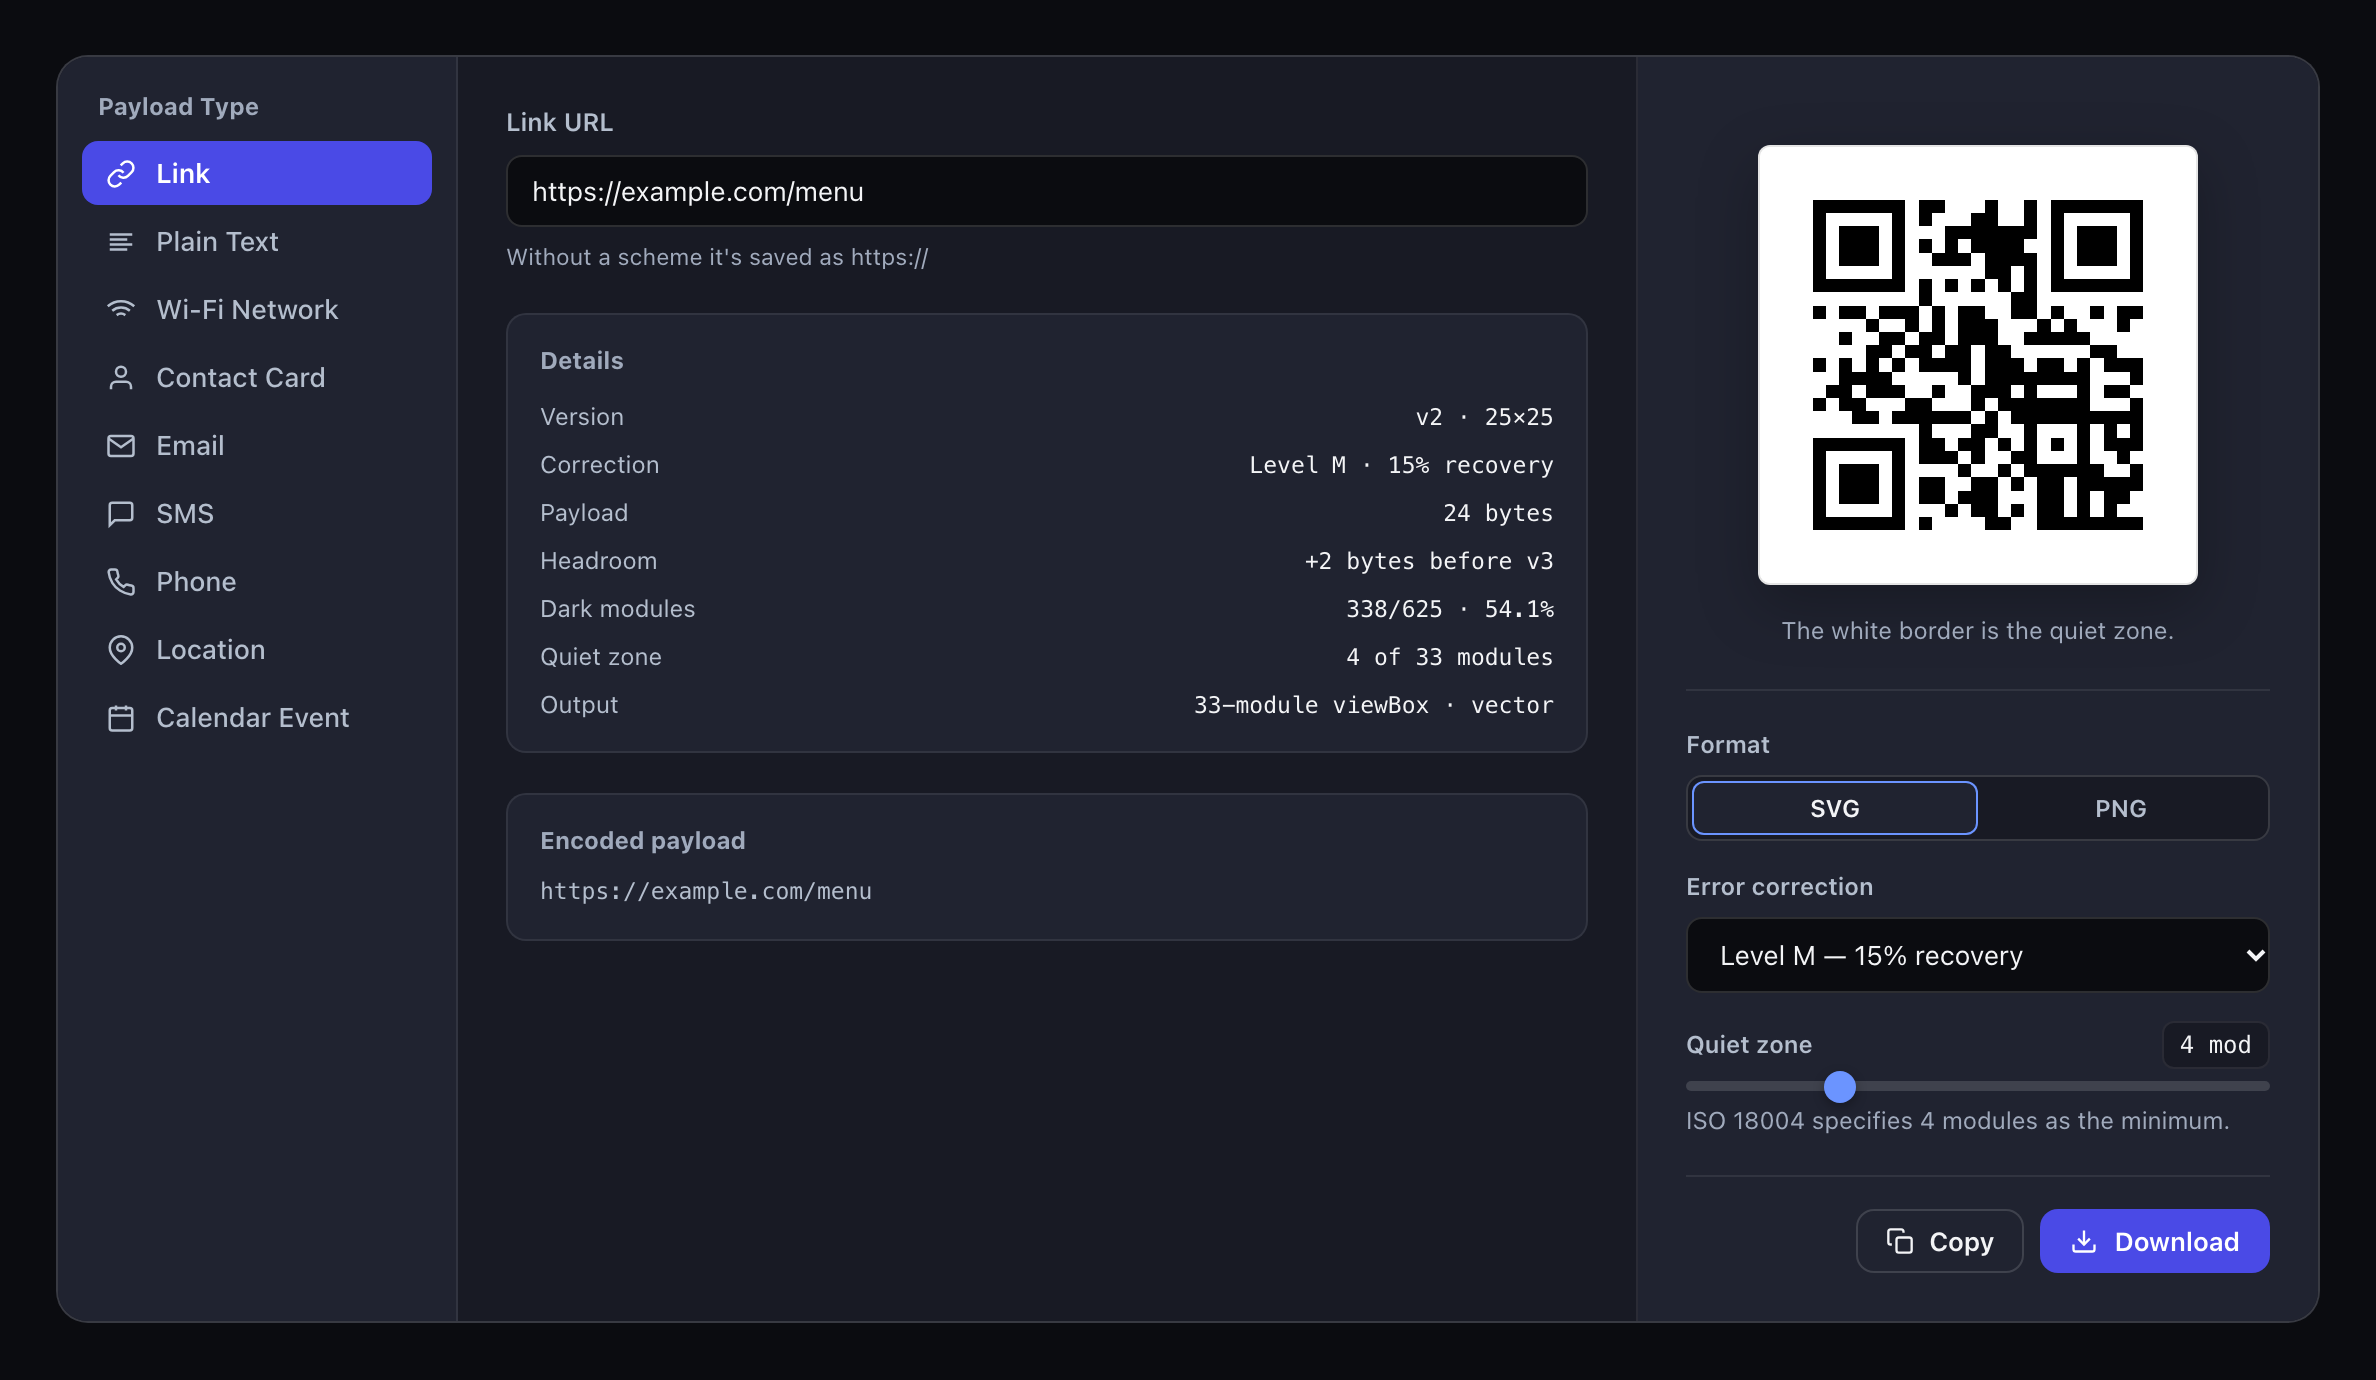 Payload Type
Link
Plain Text
Wi-Fi Network
Contact Card
Email
SMS
Phone
Location
Calendar Event
Link URL
https://example.com/menu
Without a scheme it's saved as https://
Details
Version v2 · 25×25
Correction Level M · 15% recovery
Payload 24 bytes
Headroom +2 bytes before v3
Dark modules 338/625 · 54.1%
Quiet zone 4 of 33 modules
Output 33-module viewBox · vector
Encoded payload
https://example.com/menu
The white border is the quiet zone.
Format
SVG PNG
Error correction
Level M — 15% recovery
Quiet zone 4 mod
ISO 18004 specifies 4 modules as the minimum.
Copy Download